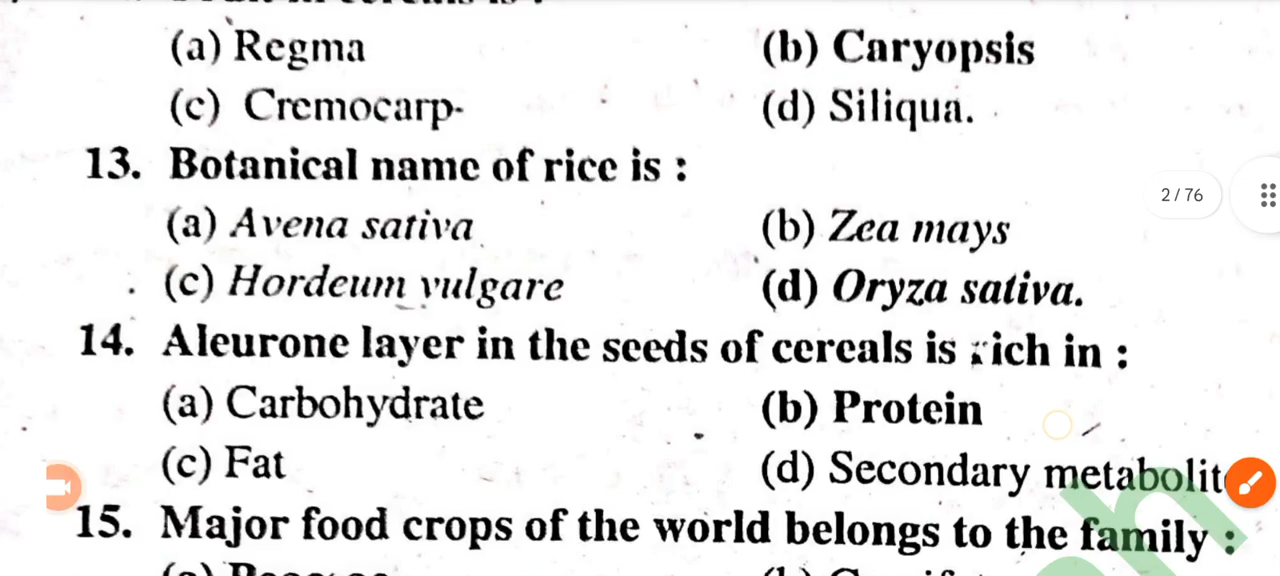 (a) Regma (b) Caryopsis
(c) Cremocarp- (d) Siliqua.
13. Botanical name of rice is :
2 / 76
(a) Avena sativa (b) Zea mays
(c) Hordeum vulgare (d) Oryza sativa.
14. Aleurone layer in the seeds of cereals is rich in :
(a) Carbohydrate (b) Protein
(c) Fat (d) Secondary metabolit
15. Major food crops of the world belongs to the family :